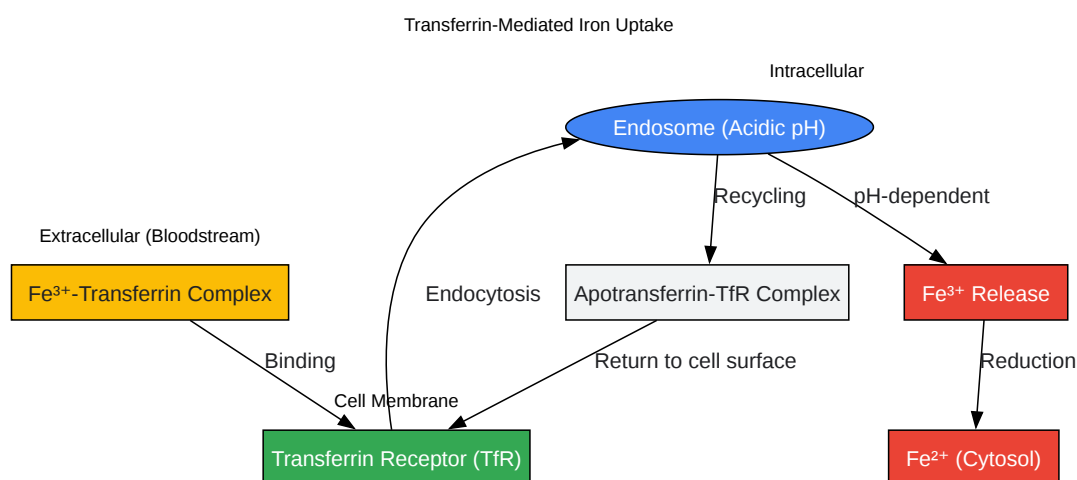 Transferrin-Mediated Iron Uptake
Intracellular
Endosome (Acidic pH)
Recycling
pH-dependent
Extracellular (Bloodstream)
Fe³⁺-Transferrin Complex
Endocytosis
Apotransferrin-TfR Complex
Fe³⁺ Release
Binding
Return to cell surface
Reduction
Cell Membrane
Transferrin Receptor (TfR)
Fe²⁺ (Cytosol)